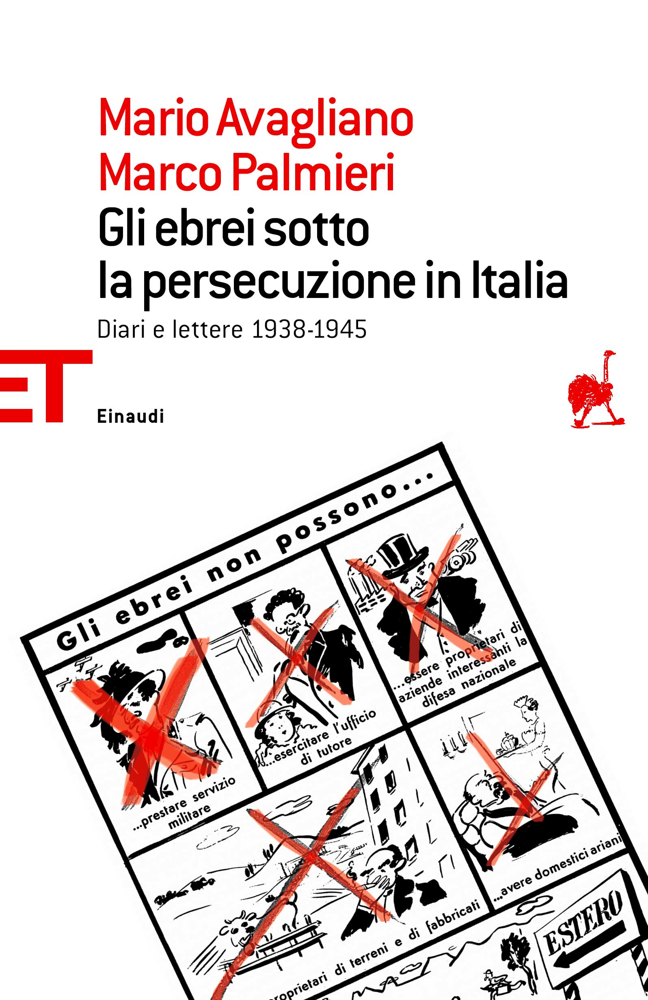 Mario Avagliano
Marco Palmieri
Gli ebrei sotto
la persecuzione in Italia
Diari e lettere 1938-1945
ET
Einaudi
Gli ebrei non possono...
...prestare servizio
militare
...esercitare l'ufficio
di tutore
...essere proprietari di
aziende interessanti la
difesa nazionale
proprietari di terreni e di fabbricati
...avere domestici ariani
ESTERO